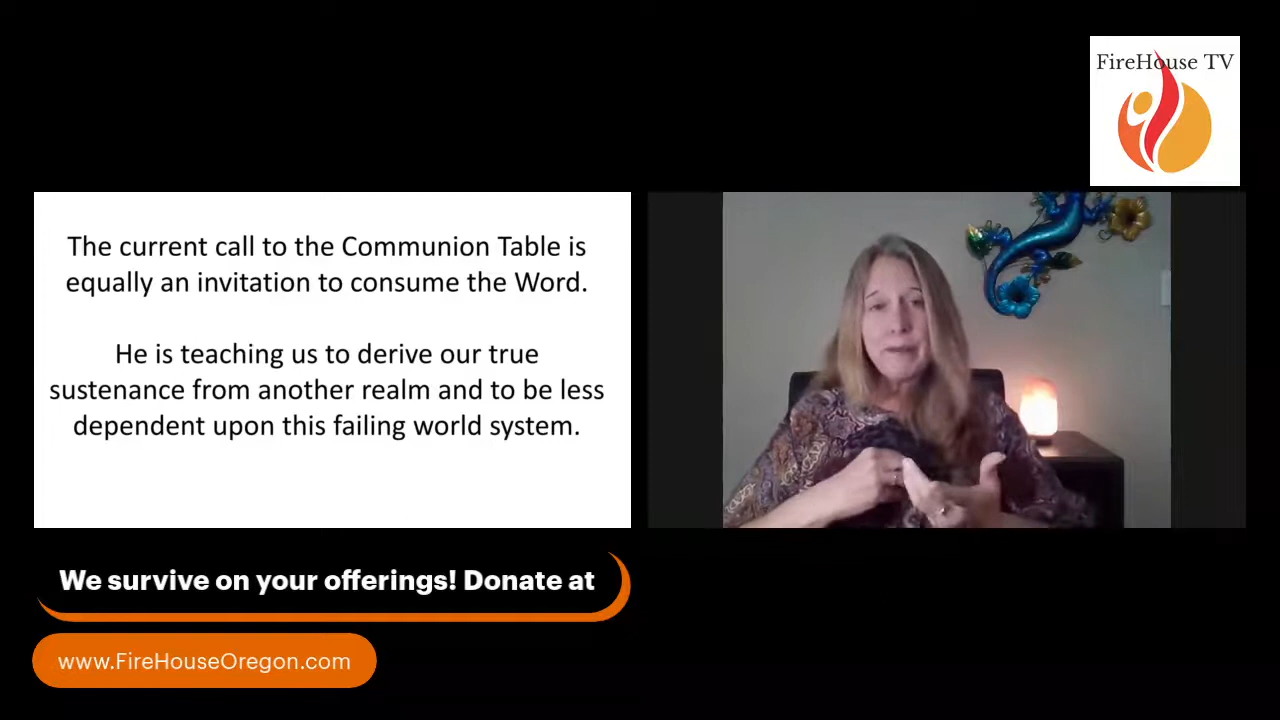 FireHouse TV
The current call to the Communion Table is
equally an invitation to consume the Word.
He is teaching us to derive our true
sustenance from another realm and to be less
dependent upon this failing world system.
We survive on your offerings! Donate at
www.FireHouseOregon.com